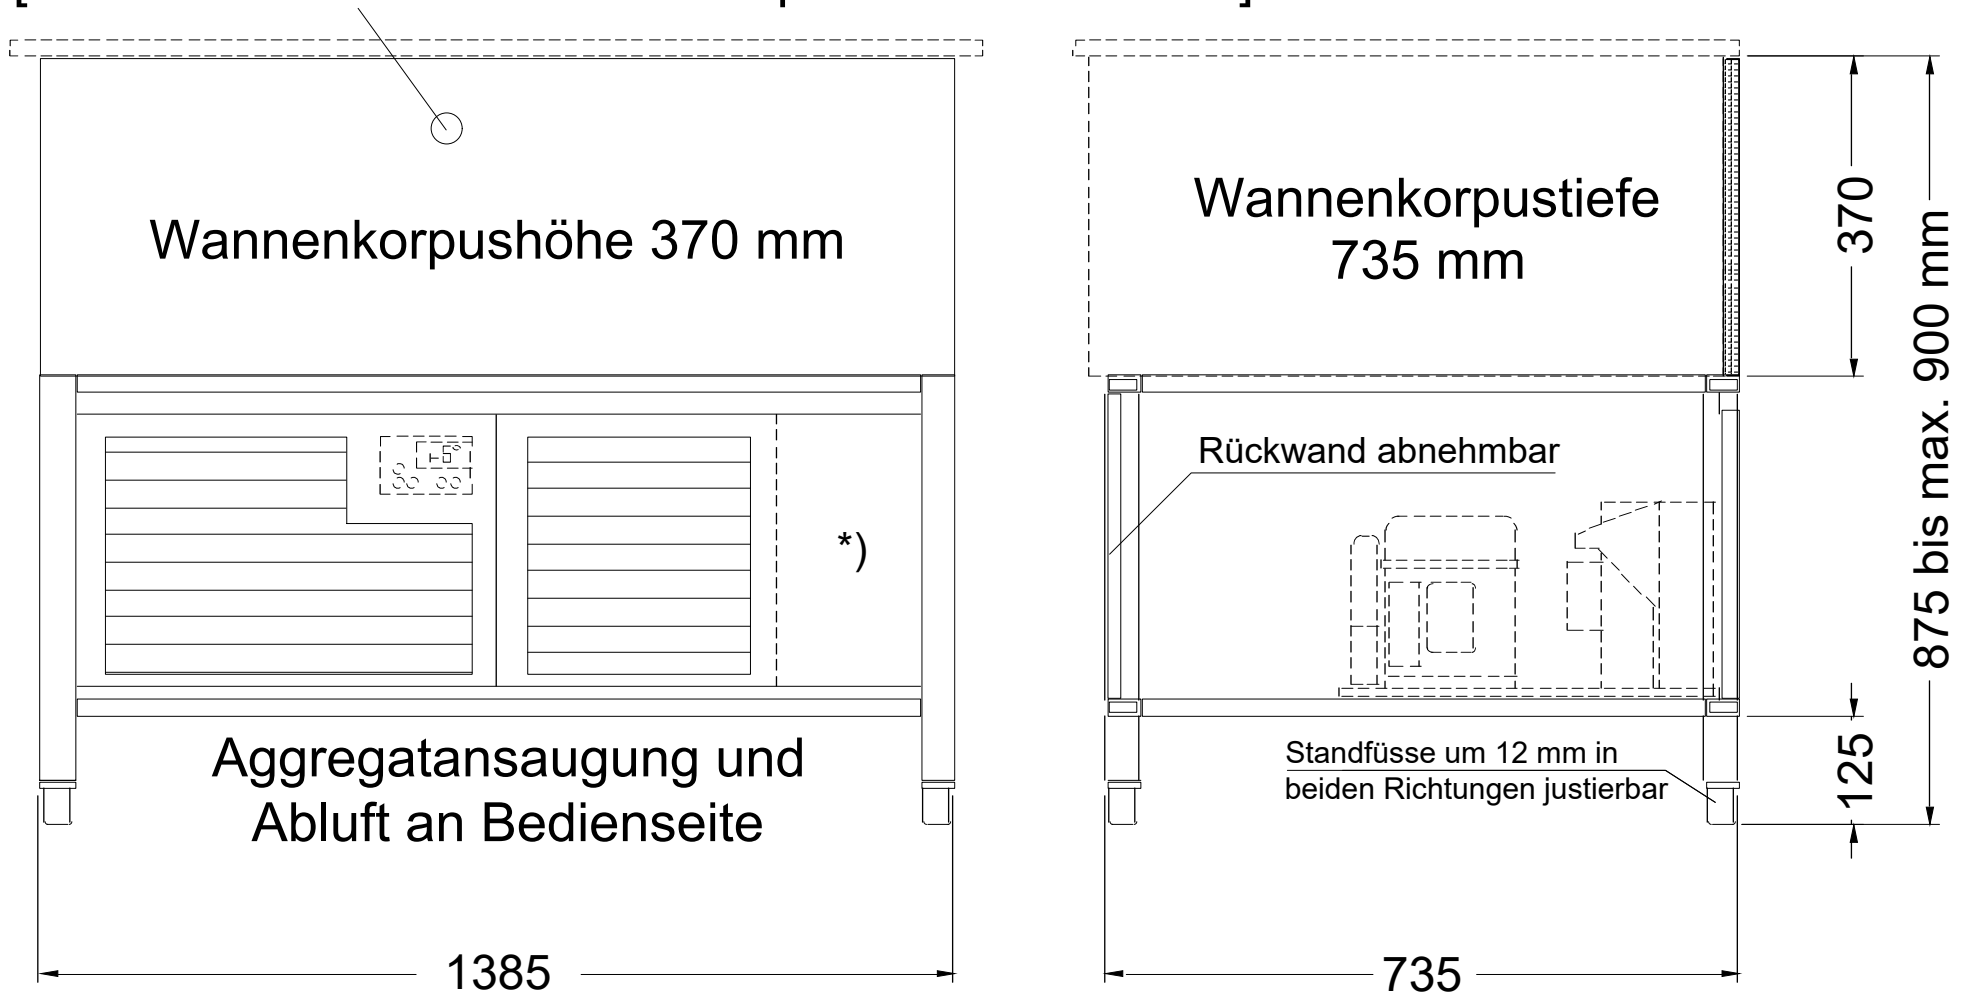 Wannenkorpushöhe 370 mm
Wannenkorpustiefe
735 mm
370
875 bis max. 900 mm
Rückwand abnehmbar
*)
Aggregatansaugung und
Abluft an Bedienseite
Standfüsse um 12 mm in
beiden Richtungen justierbar
125
1385
735